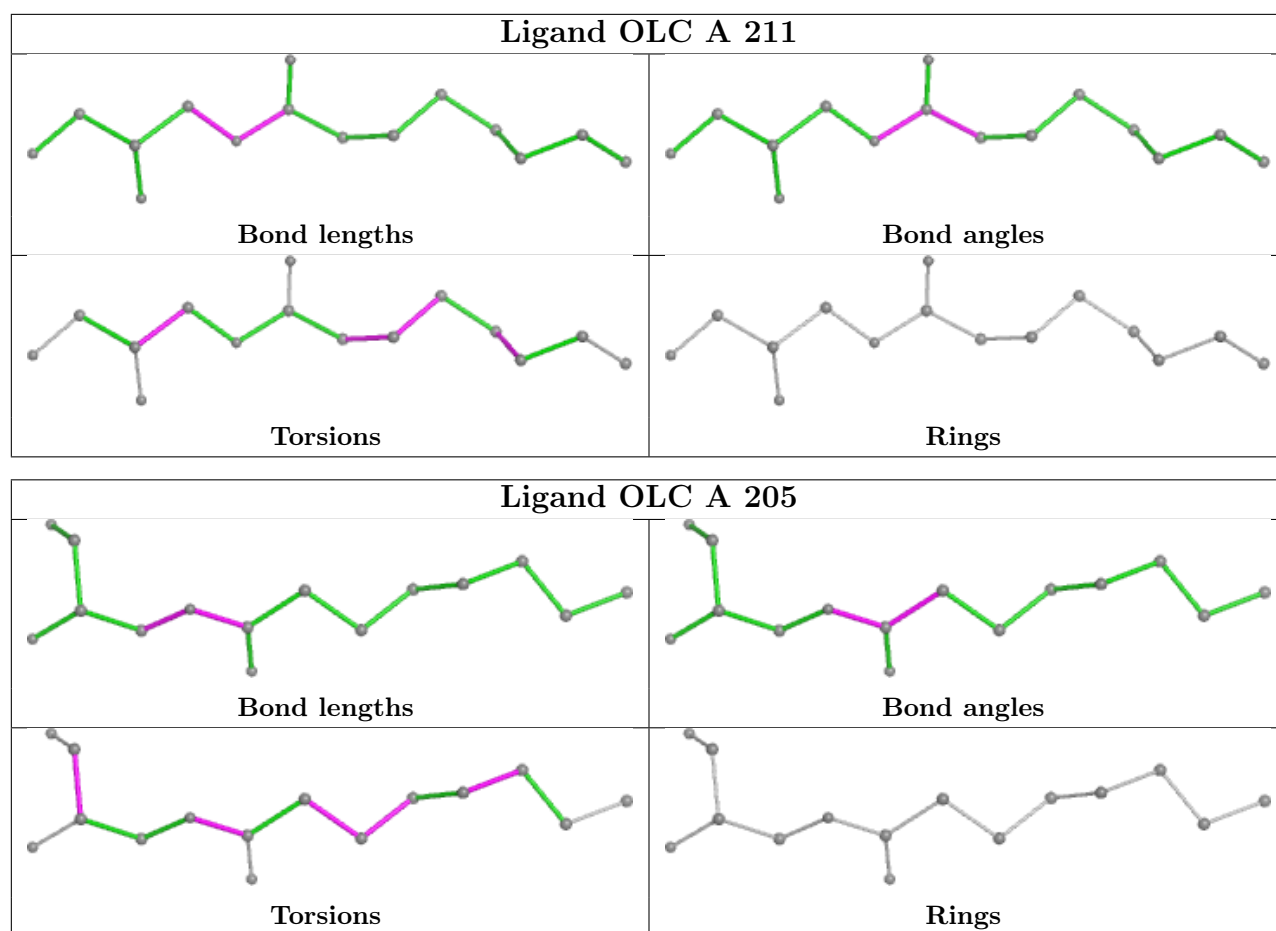 Ligand OLC A 211
Bond lengths
Bond angles
Torsions
Rings
Ligand OLC A 205
Bond lengths
Bond angles
Torsions
Rings